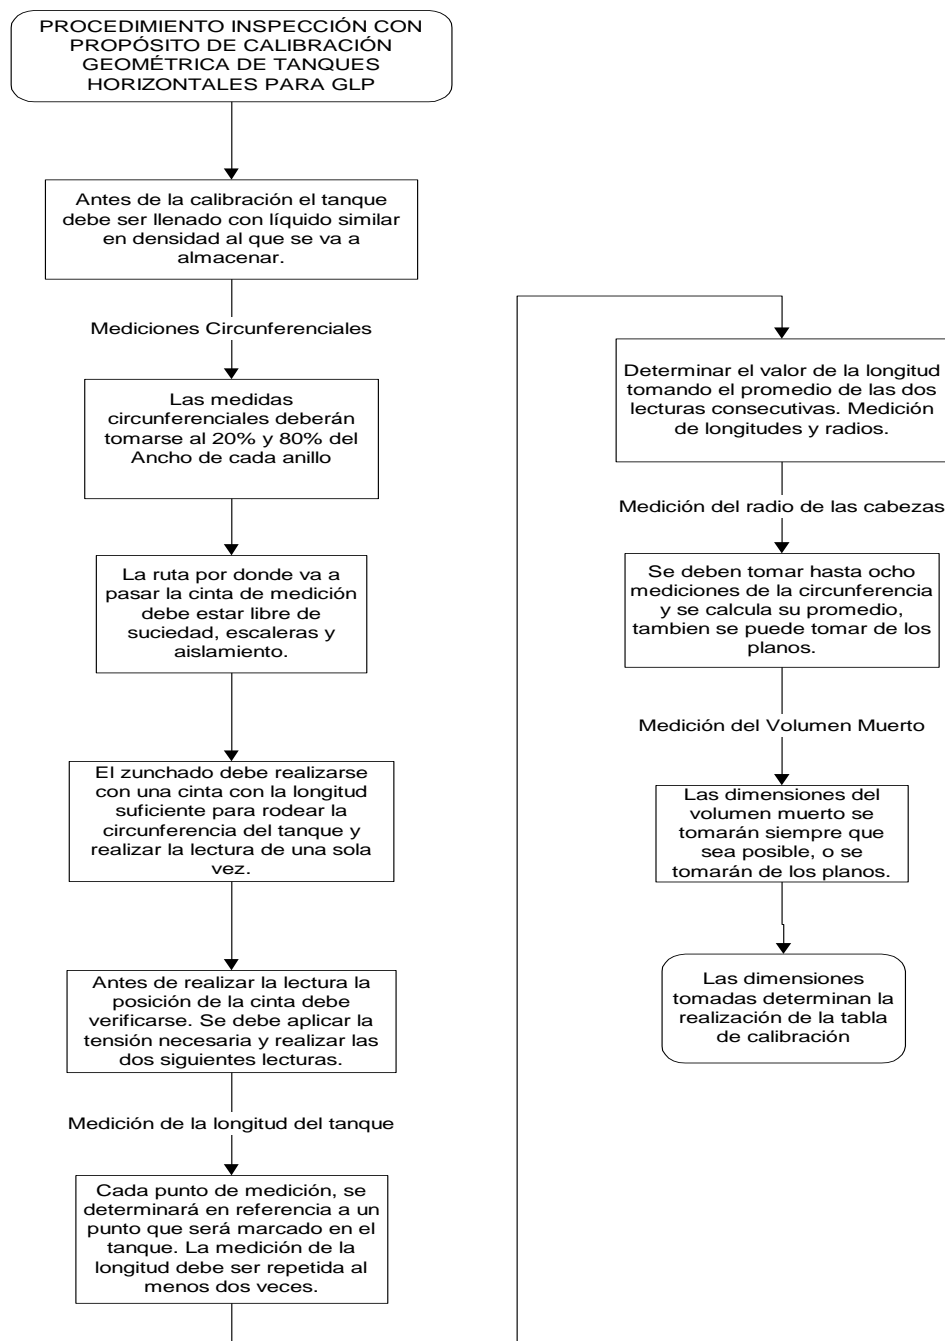 PROCEDIMIENTO INSPECCIÓN CON
PROPÓSITO DE CALIBRACIÓN
GEOMÉTRICA DE TANQUES
HORIZONTALES PARA GLP
Antes de la calibración el tanque
debe ser llenado con líquido similar
en densidad al que se va a
almacenar.
Mediciones Circunferenciales
Las medidas
circunferenciales deberán
tomarse al 20% y 80% del
Ancho de cada anillo
La ruta por donde va a
pasar la cinta de medición
debe estar libre de
suciedad, escaleras y
aislamiento.
El zunchado debe realizarse
con una cinta con la longitud
suficiente para rodear la
circunferencia del tanque y
realizar la lectura de una sola
vez.
Antes de realizar la lectura la
posición de la cinta debe
verificarse. Se debe aplicar la
tensión necesaria y realizar las
dos siguientes lecturas.
Medición de la longitud del tanque
Cada punto de medición, se
determinará en referencia a un
punto que será marcado en el
tanque. La medición de la
longitud debe ser repetida al
menos dos veces.
Determinar el valor de la longitud
tomando el promedio de las dos
lecturas consecutivas. Medición
de longitudes y radios.
Medición del radio de las cabezas
Se deben tomar hasta ocho
mediciones de la circunferencia
y se calcula su promedio,
tambien se puede tomar de los
planos.
Medición del Volumen Muerto
Las dimensiones del
volumen muerto se
tomarán siempre que
sea posible, o se
tomarán de los planos.
Las dimensiones
tomadas determinan la
realización de la tabla
de calibración